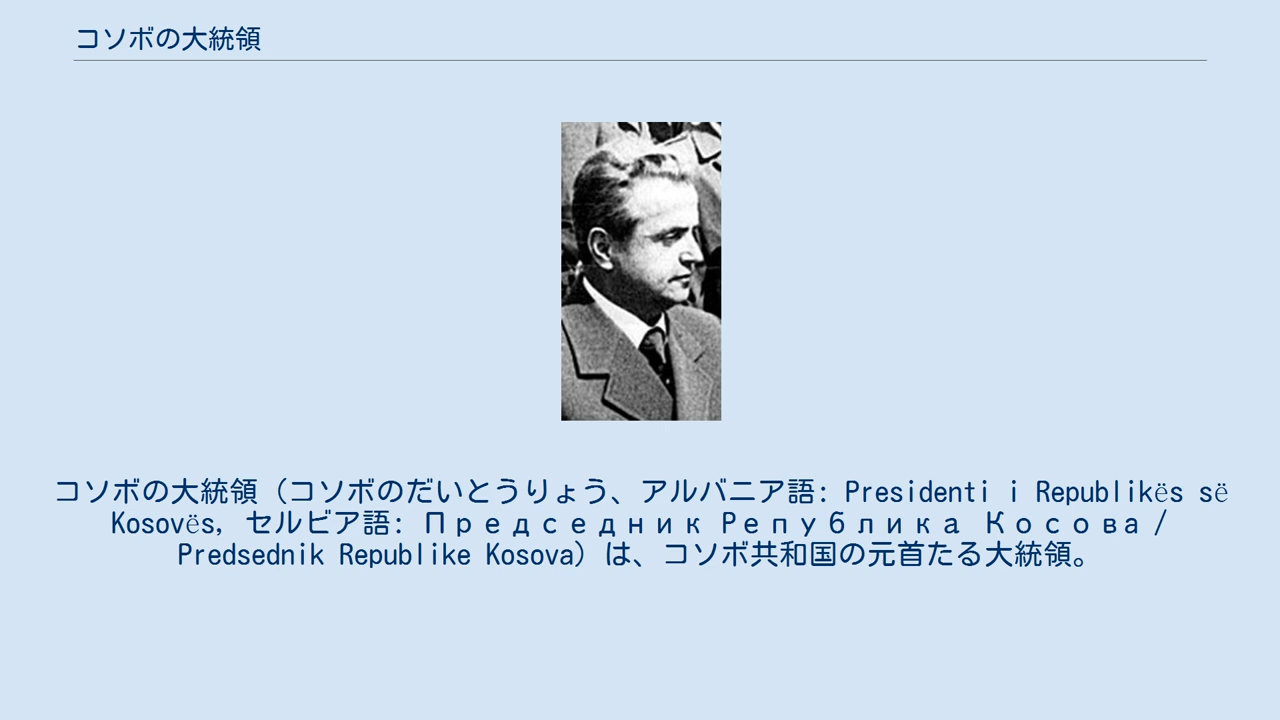 コソボの大統領
コソボの大統領（コソボのだいとうりょう、アルバニア語: Presidenti i Republikës së
Kosovës, セルビア語: Председник Република Косова /
Predsednik Republike Kosova）は、コソボ共和国の元首たる大統領。